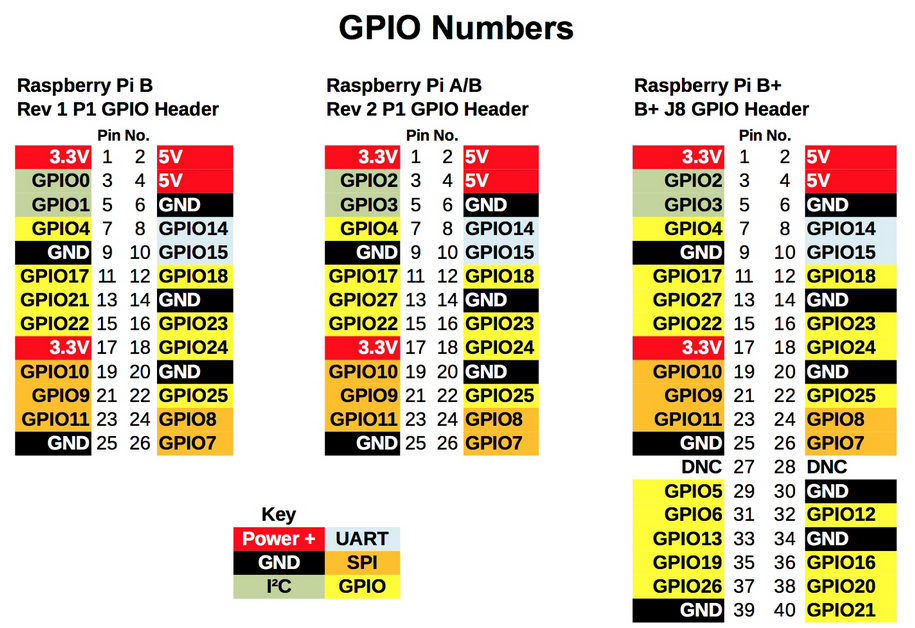 GPIO Numbers
Raspberry Pi B
Rev 1 P1 GPIO Header
Pin No.
3.3V 1 2 5V
GPIO0 3 4 5V
GPIO1 5 6 GND
GPIO4 7 8 GPIO14
GND 9 10 GPIO15
GPIO17 11 12 GPIO18
GPIO21 13 14 GND
GPIO22 15 16 GPIO23
3.3V 17 18 GPIO24
GPIO10 19 20 GND
GPIO9 21 22 GPIO25
GPIO11 23 24 GPIO8
GND 25 26 GPIO7
Raspberry Pi A/B
Rev 2 P1 GPIO Header
Pin No.
3.3V 1 2 5V
GPIO2 3 4 5V
GPIO3 5 6 GND
GPIO4 7 8 GPIO14
GND 9 10 GPIO15
GPIO17 11 12 GPIO18
GPIO27 13 14 GND
GPIO22 15 16 GPIO23
3.3V 17 18 GPIO24
GPIO10 19 20 GND
GPIO9 21 22 GPIO25
GPIO11 23 24 GPIO8
GND 25 26 GPIO7
Raspberry Pi B+
B+ J8 GPIO Header
Pin No.
3.3V 1 2 5V
GPIO2 3 4 5V
GPIO3 5 6 GND
GPIO4 7 8 GPIO14
GND 9 10 GPIO15
GPIO17 11 12 GPIO18
GPIO27 13 14 GND
GPIO22 15 16 GPIO23
3.3V 17 18 GPIO24
GPIO10 19 20 GND
GPIO9 21 22 GPIO25
GPIO11 23 24 GPIO8
GND 25 26 GPIO7
DNC 27 28 DNC
GPIO5 29 30 GND
GPIO6 31 32 GPIO12
GPIO13 33 34 GND
GPIO19 35 36 GPIO16
GPIO26 37 38 GPIO20
GND 39 40 GPIO21
Key
Power + UART
GND SPI
I²C GPIO